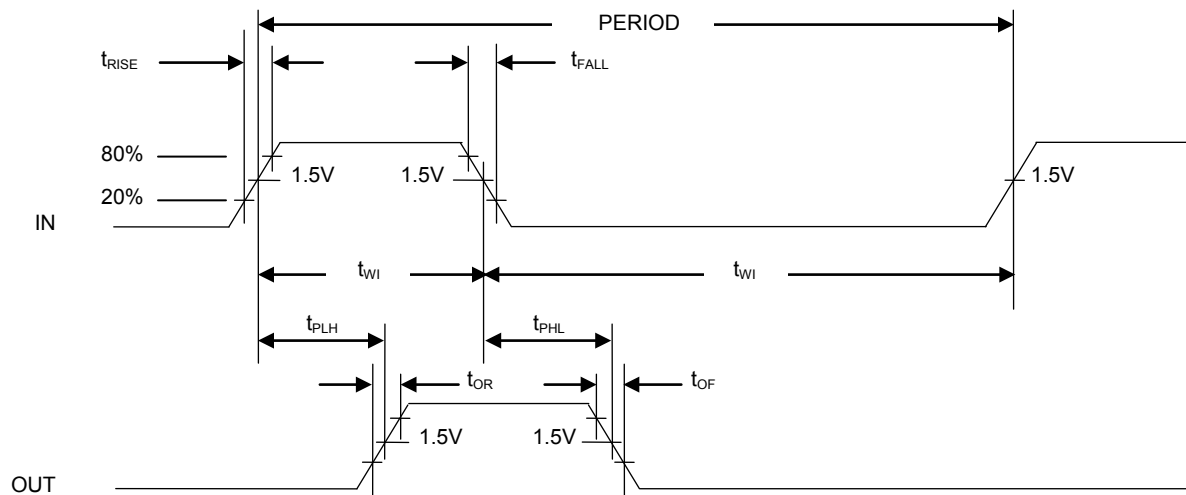 PERIOD
tRISE tFALL
80% 1.5V 1.5V 1.5V
20%
IN
tWI tWI
tPLH tPHL
tOR tOF
1.5V 1.5V
OUT